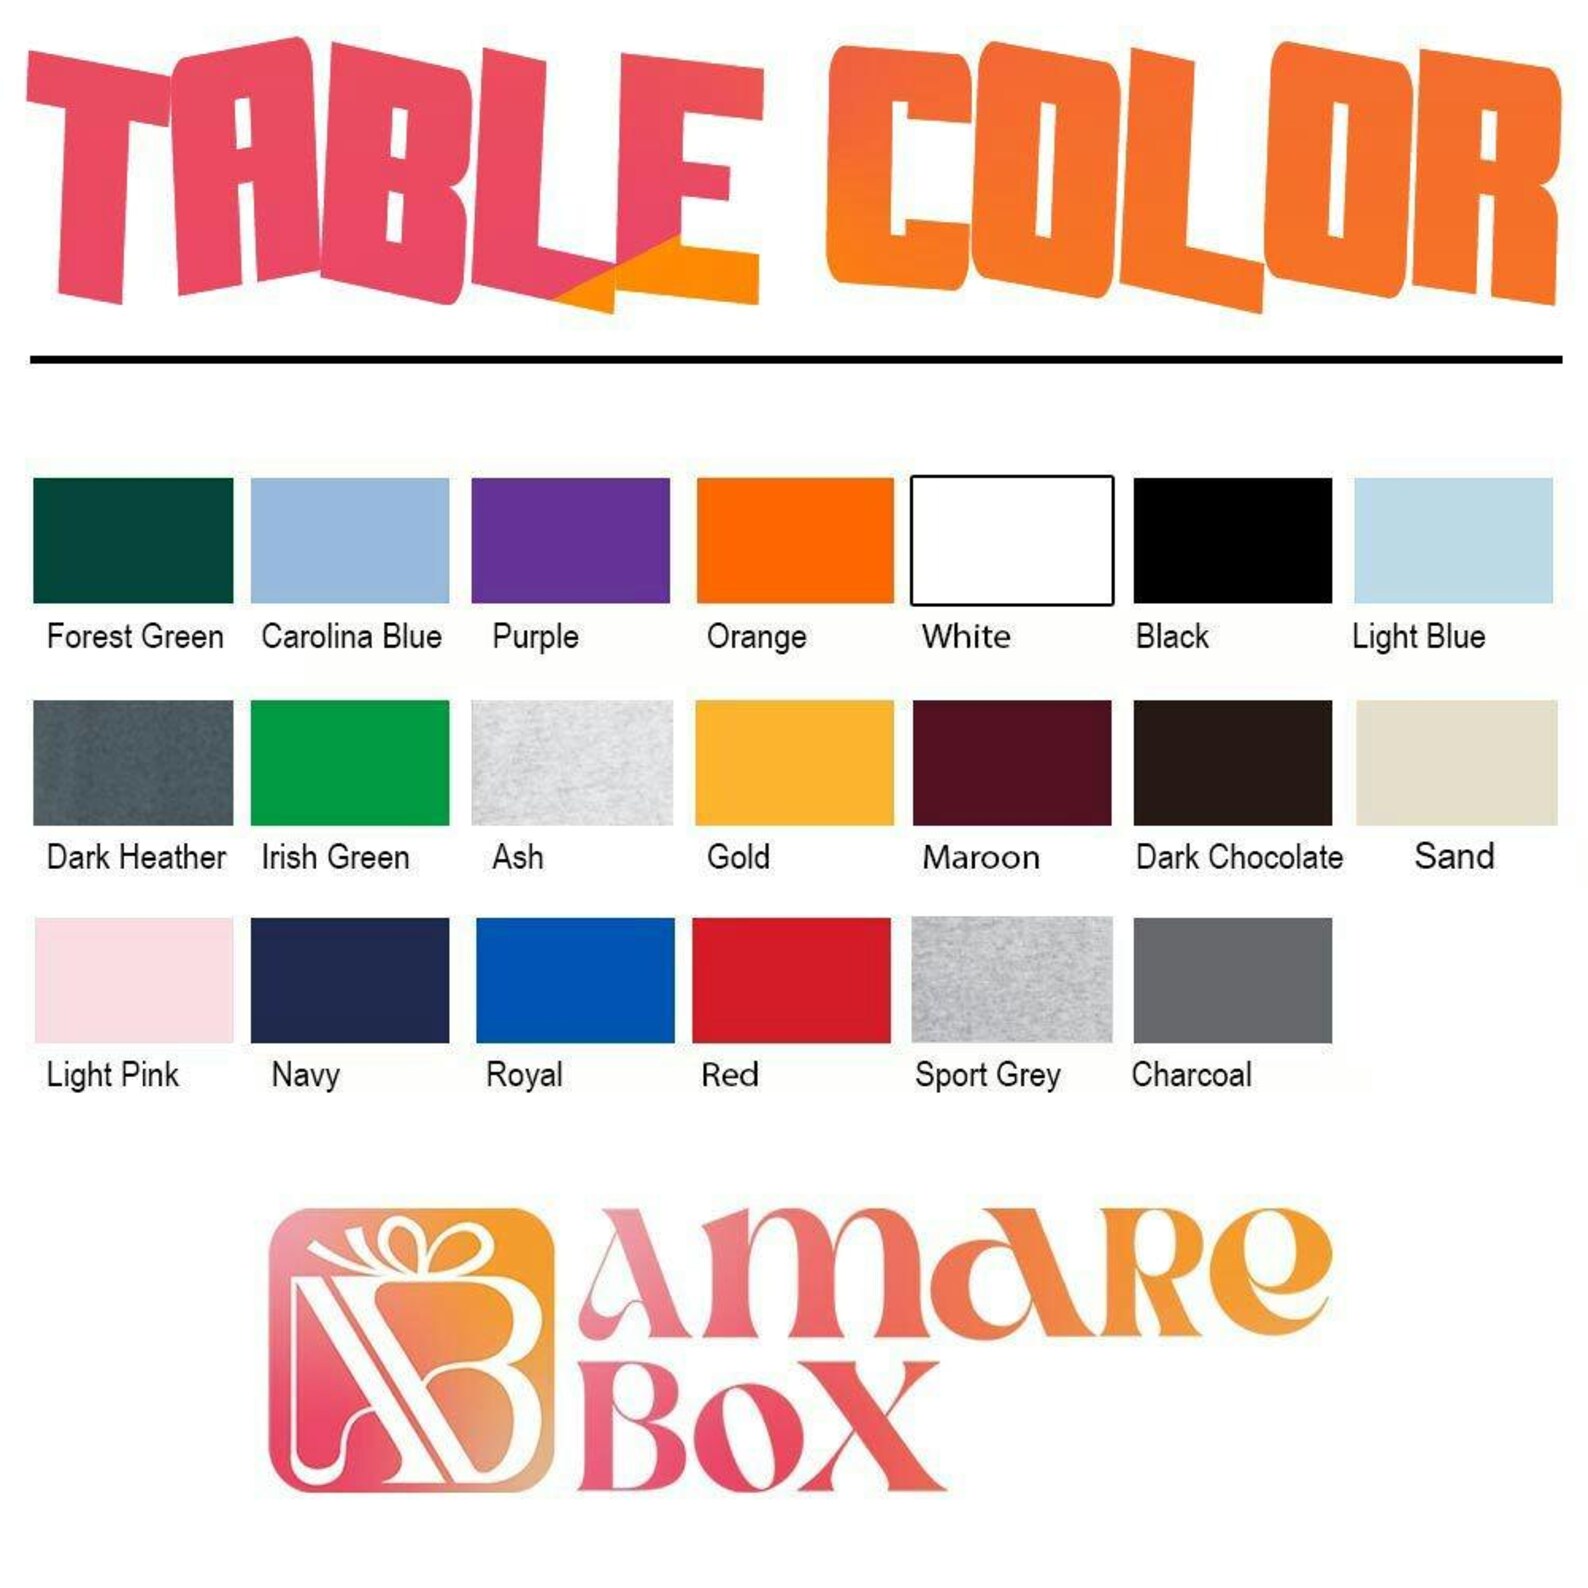 TABLE COLOR
Forest Green Carolina Blue Purple Orange White Black Light Blue
Dark Heather Irish Green Ash Gold Maroon Dark Chocolate Sand
Light Pink Navy Royal Red Sport Grey Charcoal
AB
AMARE
BOX